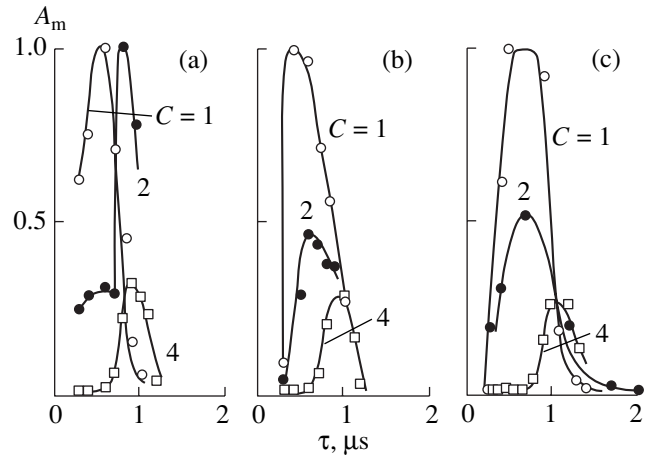 A_m
1.0 (a) (b) (c)
C = 1 C = 1 C = 1
2 2 2
0.5
4 4 4
0 1 2 0 1 2 0 1 2
τ, μs